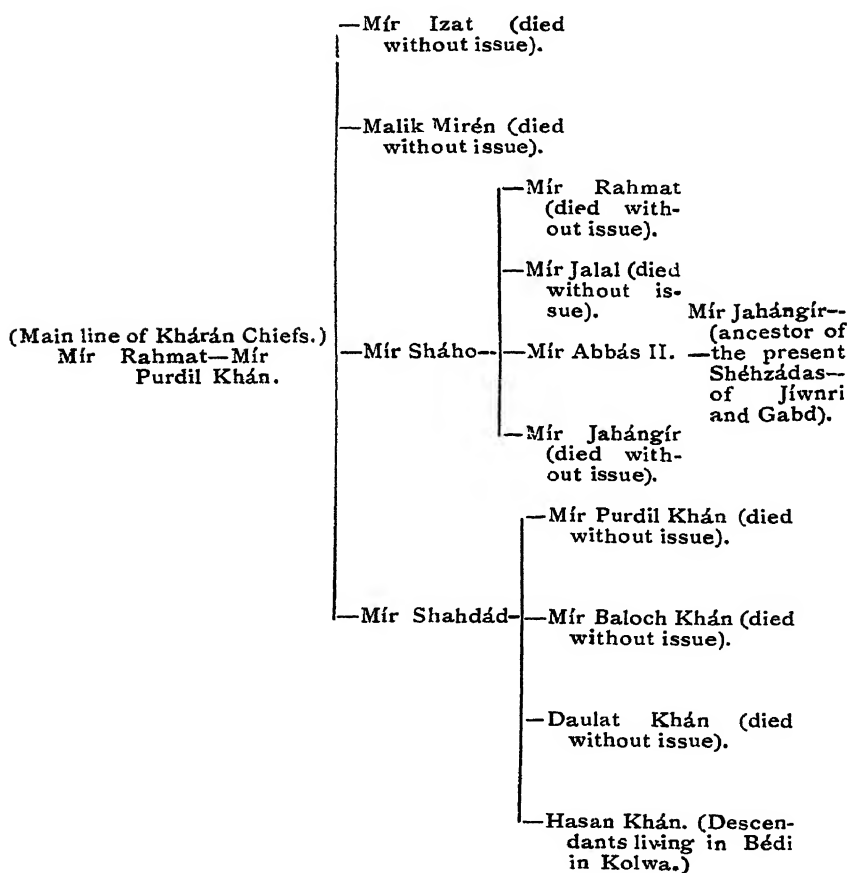 —Mír Izat (died
without issue).
—Malik Mirén (died
without issue).
—Mír Rahmat
(died with-
out issue).
—Mír Jalal (died
without is-
sue).
(Main line of Khárán Chiefs.)
Mír Rahmat—Mír
Purdil Khán.
—Mír Sháho—
—Mír Abbás II.
Mír Jahángír—
—(ancestor of
the present
Shéhzádas—
of Jíwnri
and Gabd).
—Mír Jahángír
(died with-
out issue).
—Mír Purdil Khán (died
without issue).
—Mír Shahdád—
—Mír Baloch Khán (died
without issue).
—Daulat Khán (died
without issue).
—Hasan Khán. (Descen-
dants living in Bédi
in Kolwa.)